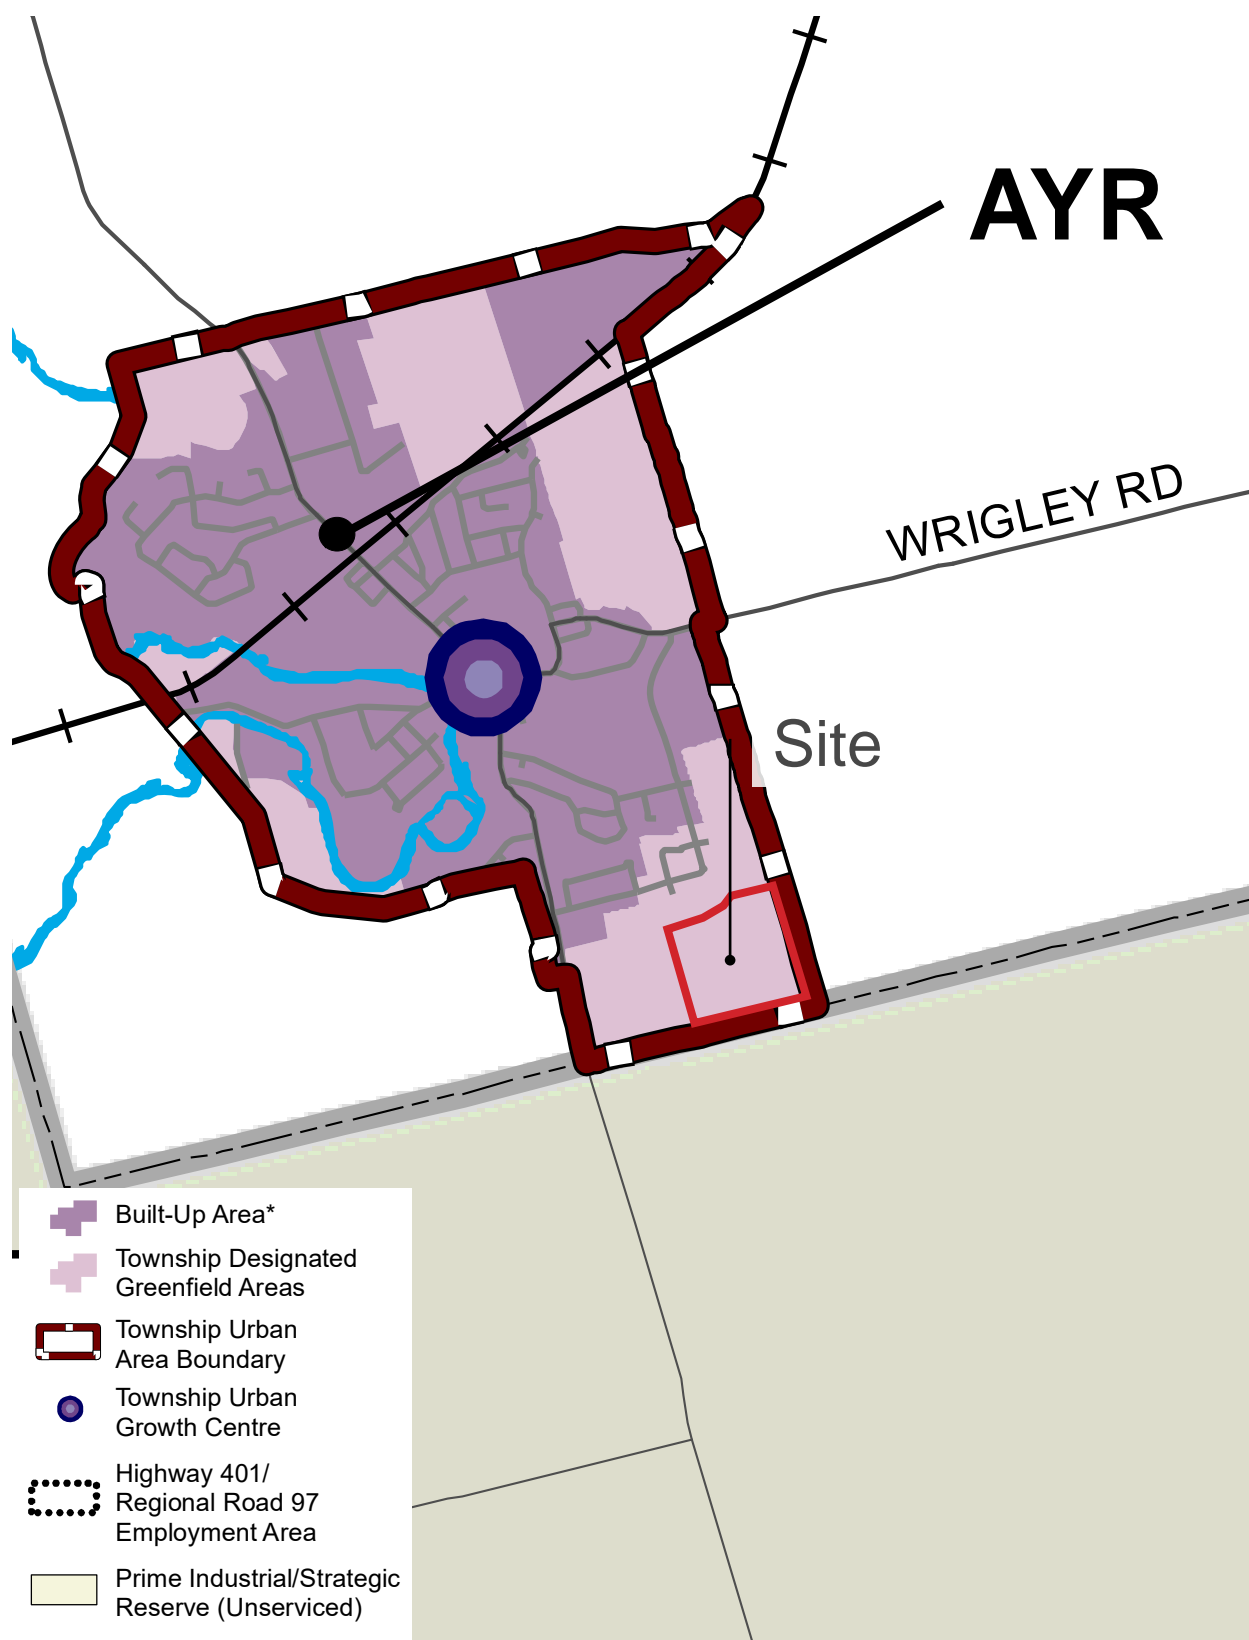 AYR
WRIGLEY RD
Site
Built-Up Area*
Township Designated
Greenfield Areas
Township Urban
Area Boundary
Township Urban
Growth Centre
Highway 401/
Regional Road 97
Employment Area
Prime Industrial/Strategic
Reserve (Unserviced)